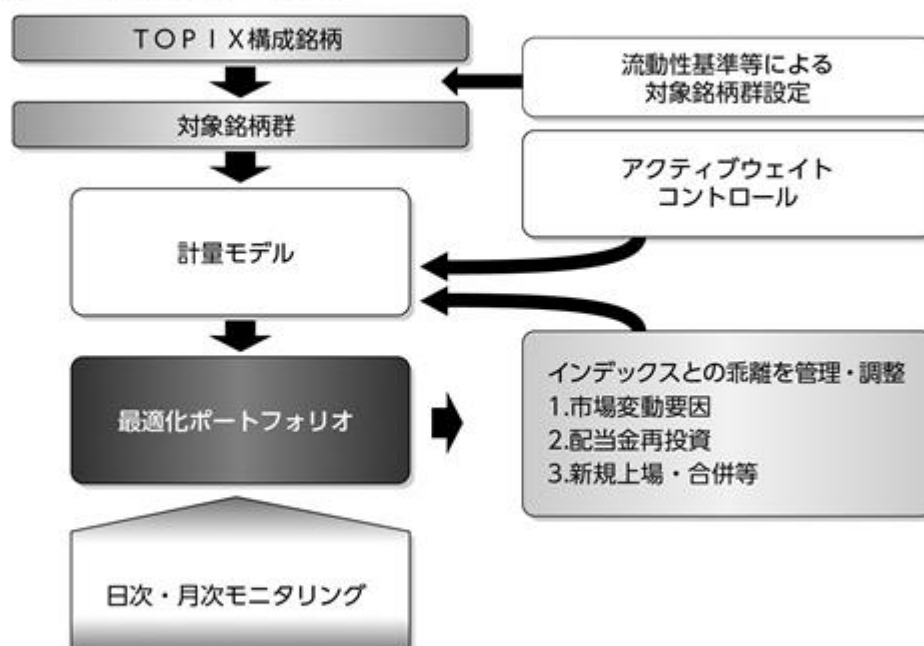 ＴＯＰＩＸ構成銘柄
流動性基準等による
対象銘柄群設定
対象銘柄群
アクティブウェイト
コントロール
計量モデル
最適化ポートフォリオ
インデックスとの乖離を管理・調整
1.市場変動要因
2.配当金再投資
3.新規上場・合併等
日次・月次モニタリング